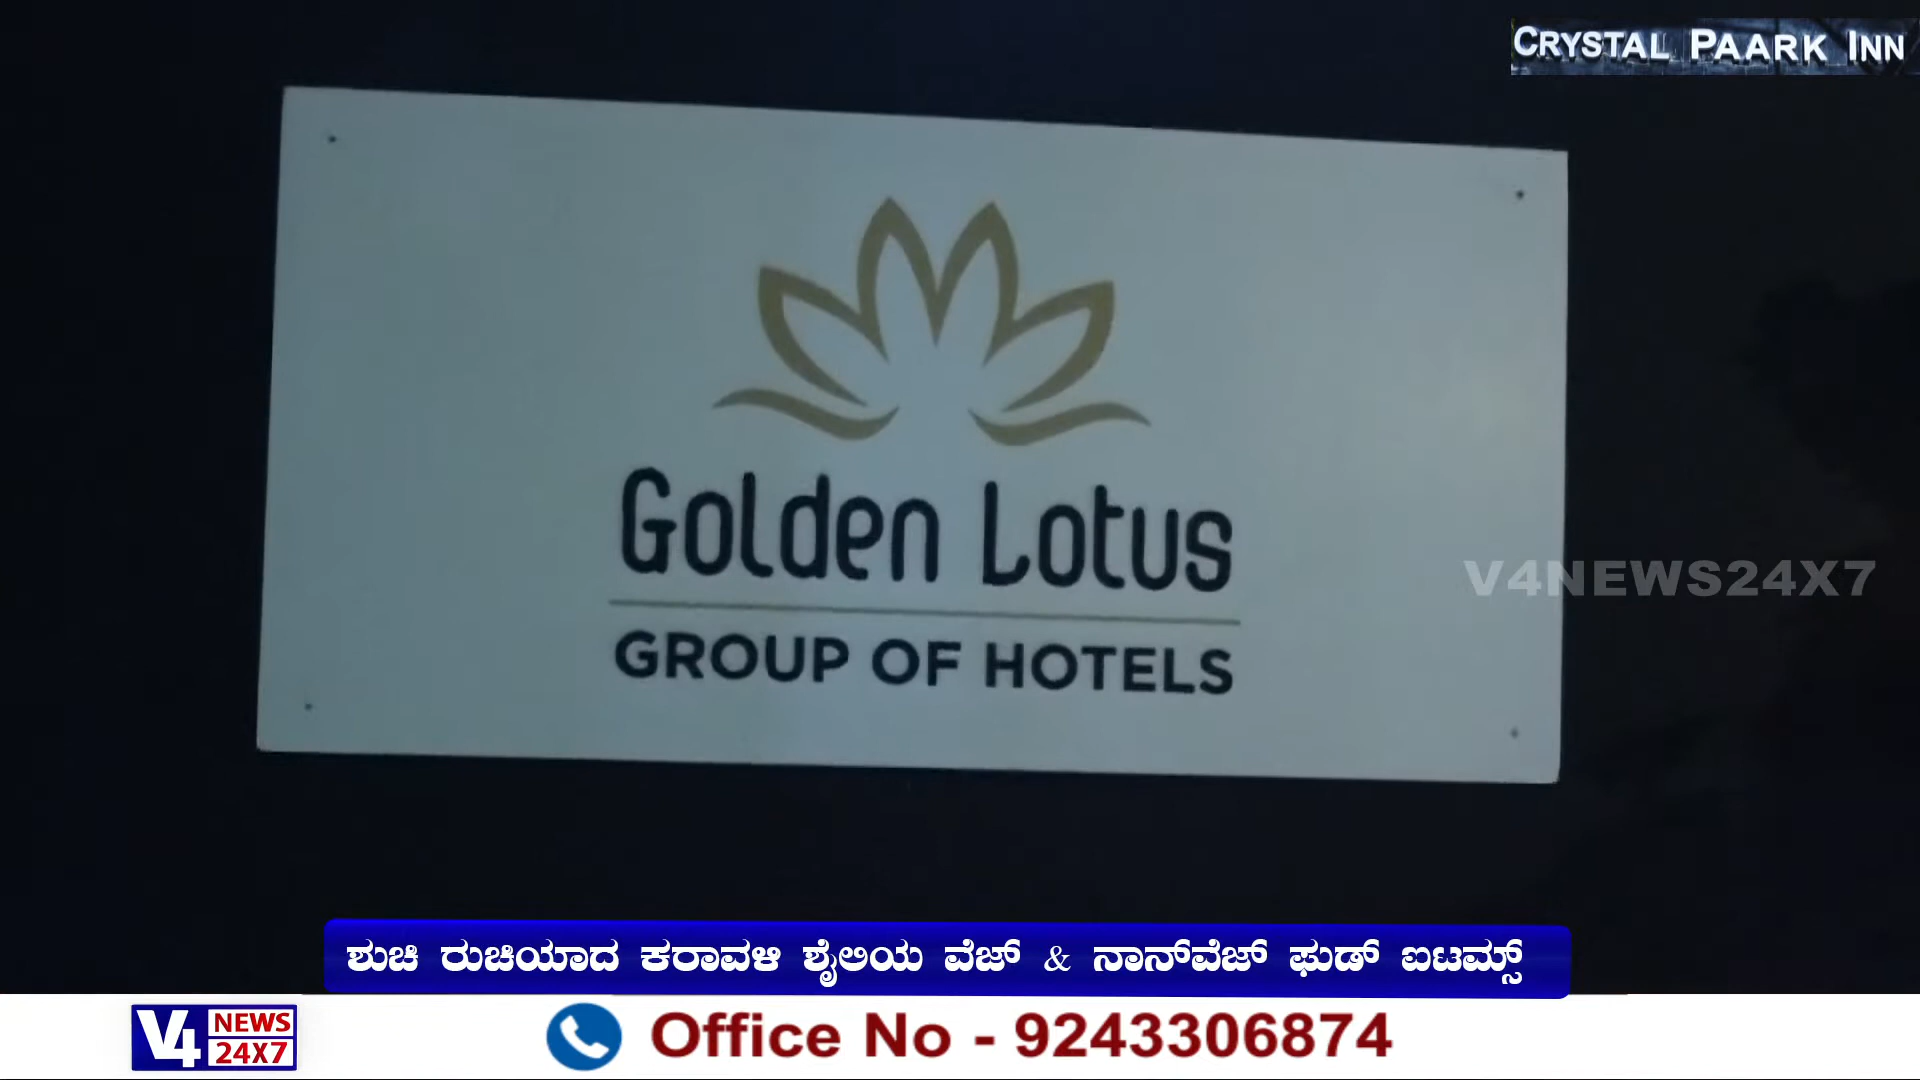 CRYSTAL PAARK INN
Golden Lotus
GROUP OF HOTELS
V4NEWS24X7
ಶುಚಿ ರುಚಿಯಾದ ಕರಾವಳಿ ಶೈಲಿಯ ವೆಜ್ & ನಾನ್‌ವೆಜ್ ಫುಡ್ ಐಟಮ್ಸ್
V4 NEWS 24X7
Office No - 9243306874